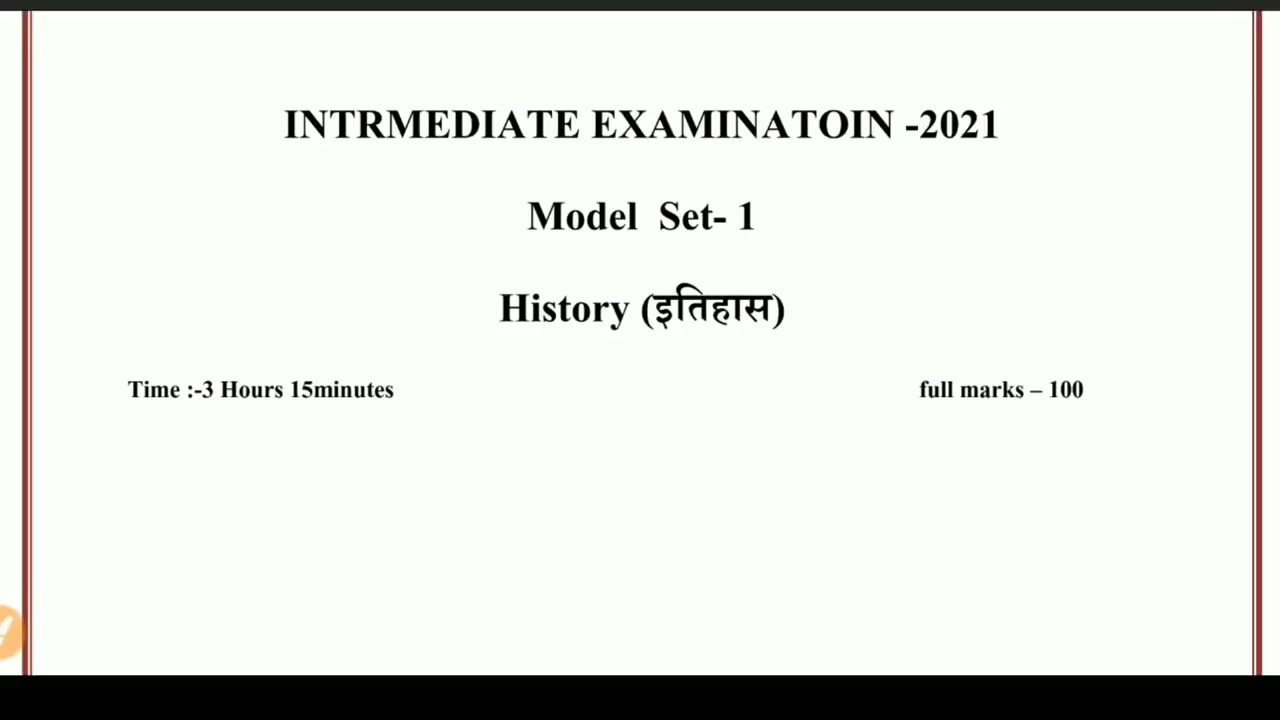 INTRMEDIATE EXAMINATOIN -2021
Model Set- 1
History (इतिहास)
Time :-3 Hours 15minutes full marks – 100